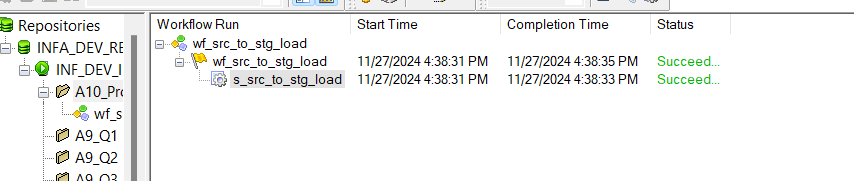 Repositories
INFA_DEV_RE
INF_DEV_I
A10_Pro
wf_s
A9_Q1
A9_Q2
A9_Q3
Workflow Run Start Time Completion Time Status
wf_src_to_stg_load
wf_src_to_stg_load 11/27/2024 4:38:31 PM 11/27/2024 4:38:35 PM Succeed...
s_src_to_stg_load 11/27/2024 4:38:31 PM 11/27/2024 4:38:33 PM Succeed...